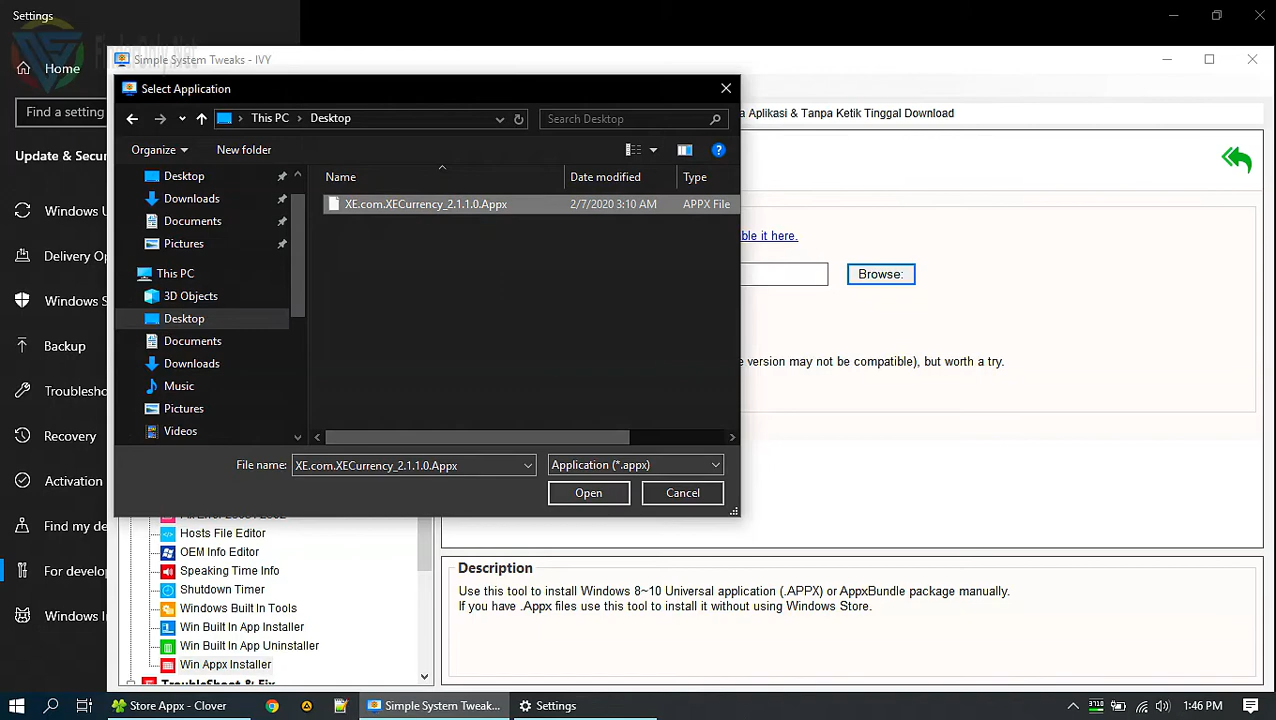 Settings
Simple System Tweaks - IVY
Home
Select Application
Find a setting
a Aplikasi & Tanpa Ketik Tinggal Download
This PC
Desktop
Search Desktop
Organize
New folder
Update & Secu
Desktop
Name
Date modified
Type
Downloads
XE.com.XECurrency_2.1.1.0.Appx
2/7/2020 3:10 AM
APPX File
Windows U
Documents
Pictures
ble it here.
Delivery Op
This PC
Browse:
3D Objects
Windows S
Desktop
Backup
Documents
Downloads
e version may not be compatible), but worth a try.
Troublesho
Music
Pictures
Recovery
Videos
File name:
XE.com.XECurrency_2.1.1.0.Appx
Application (*.appx)
Activation
Open
Cancel
Find my de
Hosts File Editor
OEM Info Editor
For develop
Speaking Time Info
Description
Shutdown Timer
Use this tool to install Windows 8~10 Universal application (.APPX) or AppxBundle package manually.
If you have .Appx files use this tool to install it without using Windows Store.
Windows In
Windows Built In Tools
Win Built In App Installer
Win Built In App Uninstaller
Win Appx Installer
TroubleShoot & Fix
Store Appx - Clover
Simple System Tweak...
Settings
1:46 PM